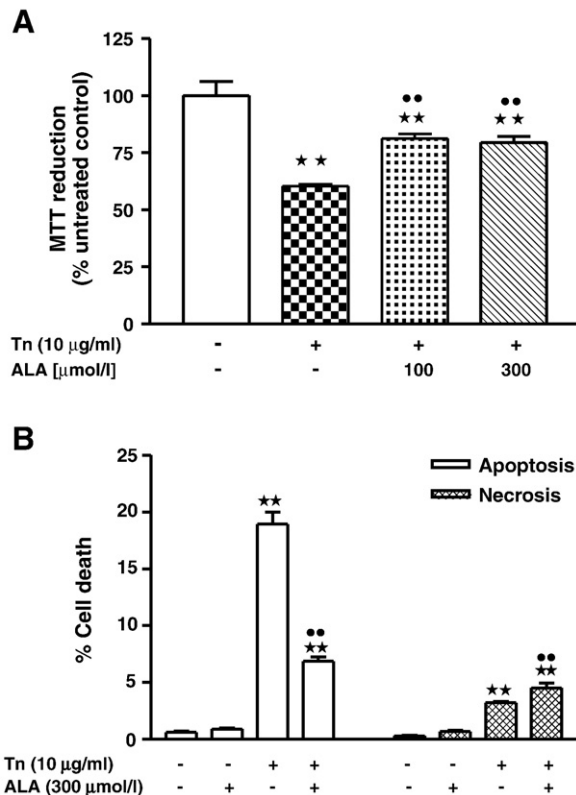 A
MTT reduction
(% untreated control)
125
100
75
50
25
0
●●
★★
●●
★★
★ ★
Tn (10 μg/ml) - + + +
ALA [μmol/l] - - 100 300
B
% Cell death
25
20
15
10
5
0
Apoptosis
Necrosis
★★
●●
★★
★★
●●
★★
Tn (10 μg/ml) - - + + - - + +
ALA (300 μmol/l) - + - + - + - +